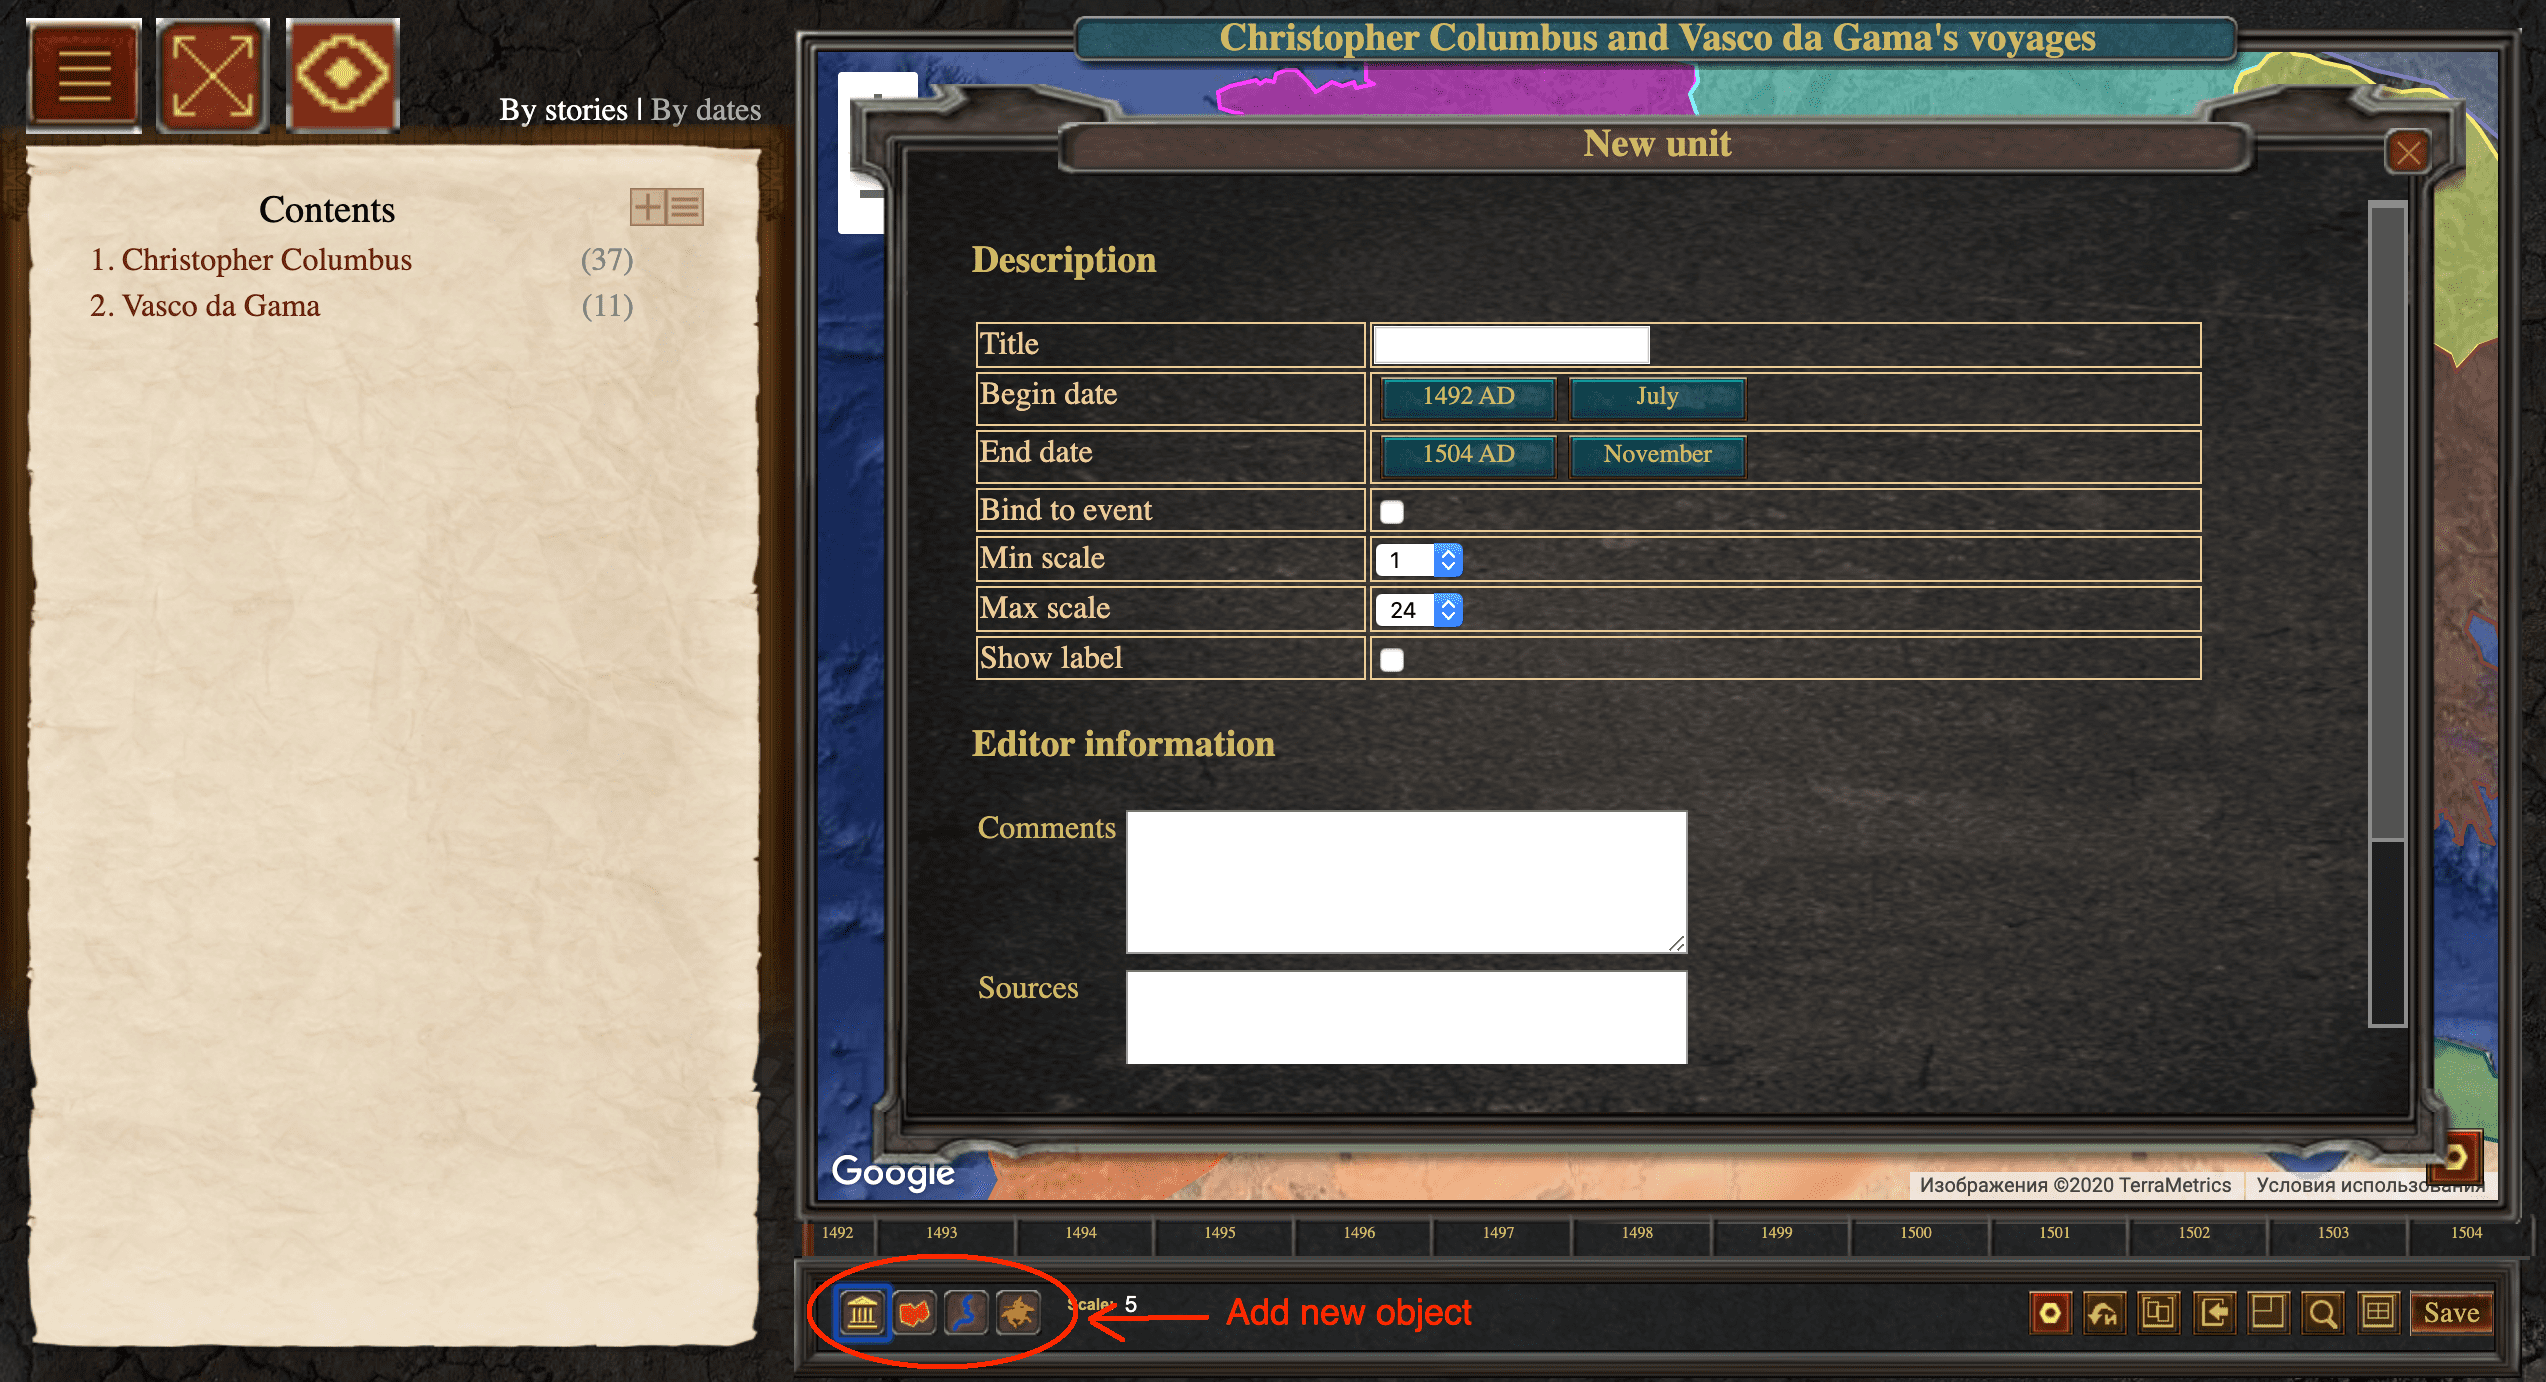 By stories | By dates
Contents
1. Christopher Columbus (37)
2. Vasco da Gama (11)
Christopher Columbus and Vasco da Gama's voyages
New unit
Description
Title
Begin date 1492 AD July
End date 1504 AD November
Bind to event
Min scale 1
Max scale 24
Show label
Editor information
Comments
Sources
Google
Изображения ©2020 TerraMetrics Условия использования
1492 1493 1494 1495 1496 1497 1498 1499 1500 1501 1502 1503 1504
Scale: 5
Add new object
Save